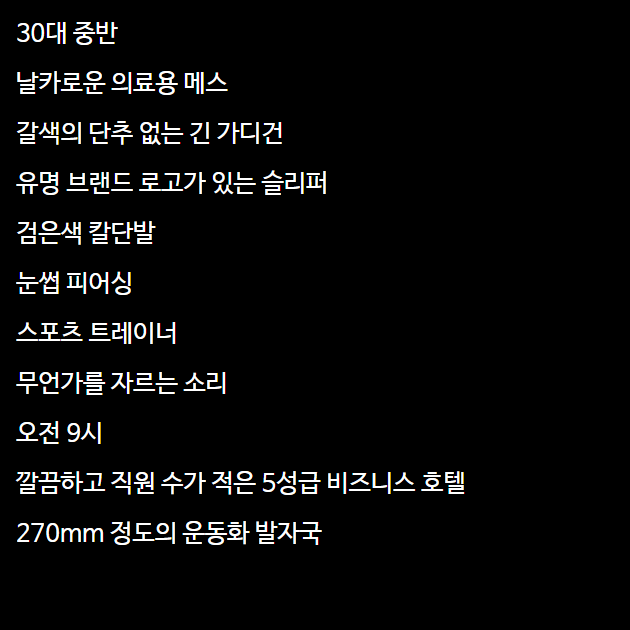 30대 중반
날카로운 의료용 메스
갈색의 단추 없는 긴 가디건
유명 브랜드 로고가 있는 슬리퍼
검은색 칼단발
눈썹 피어싱
스포츠 트레이너
무언가를 자르는 소리
오전 9시
깔끔하고 직원 수가 적은 5성급 비즈니스 호텔
270mm 정도의 운동화 발자국